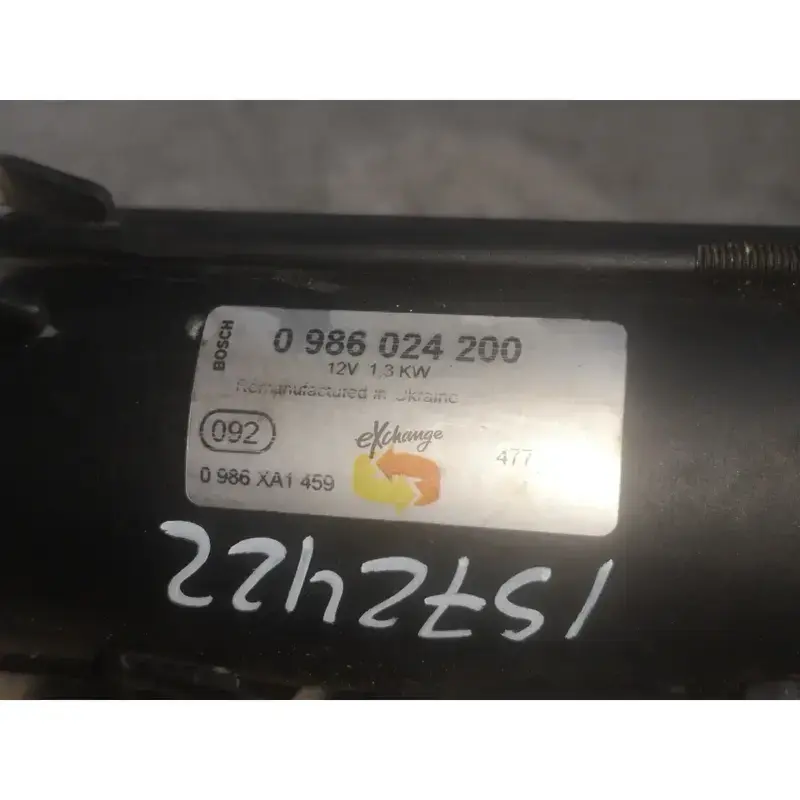 BOSCH
0 986 024 200
12V 1,3 KW
Remanufactured in Ukraine
092
eXchange
477
0 986 XA1 459
1572422